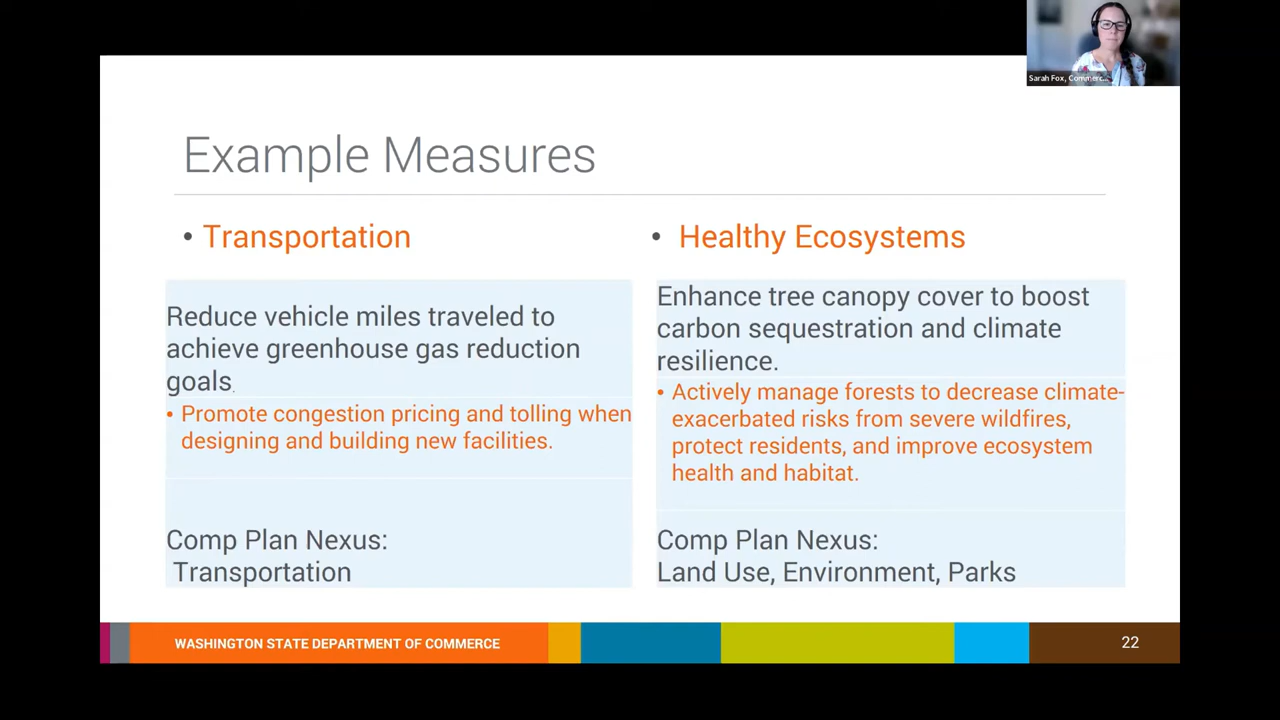 Sarah Fox, Commerc...
Example Measures
• Transportation
Reduce vehicle miles traveled to
achieve greenhouse gas reduction
goals.
• Promote congestion pricing and tolling when
designing and building new facilities.
Comp Plan Nexus:
Transportation
• Healthy Ecosystems
Enhance tree canopy cover to boost
carbon sequestration and climate
resilience.
• Actively manage forests to decrease climate-
exacerbated risks from severe wildfires,
protect residents, and improve ecosystem
health and habitat.
Comp Plan Nexus:
Land Use, Environment, Parks
WASHINGTON STATE DEPARTMENT OF COMMERCE
22